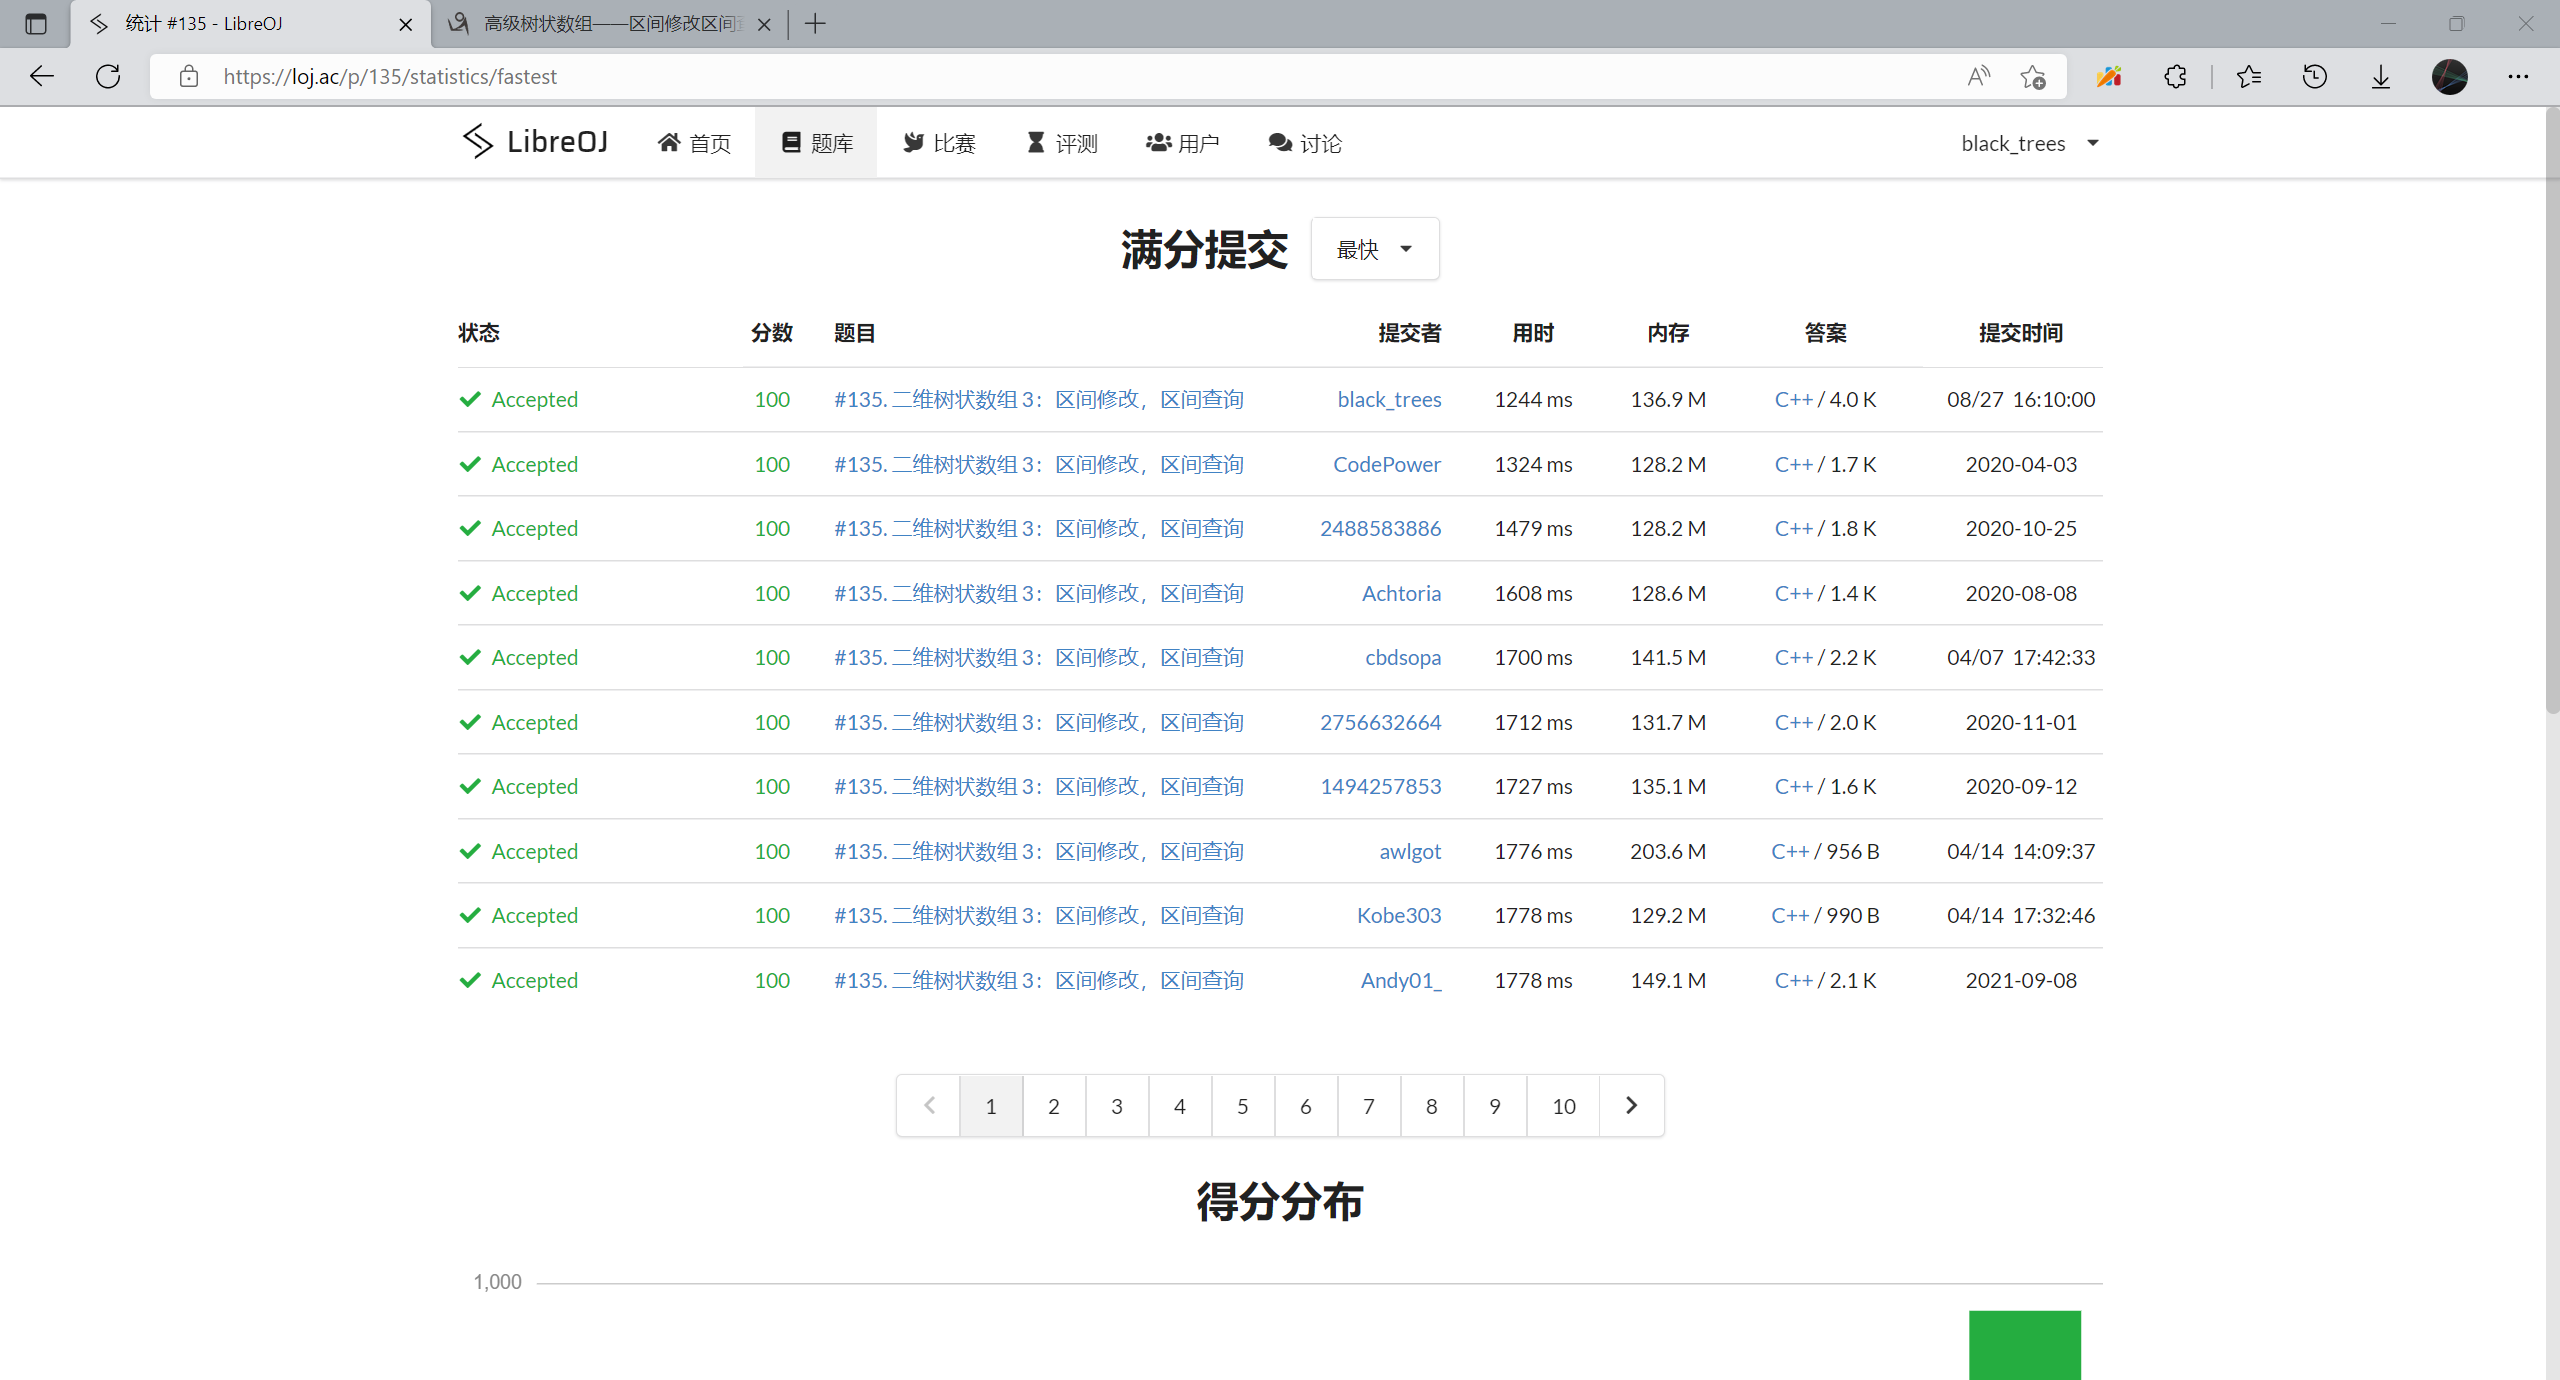 统计 #135 - LibreOJ
高级树状数组——区间修改区间
https://loj.ac/p/135/statistics/fastest
LibreOJ 首页 题库 比赛 评测 用户 讨论 black_trees
满分提交 最快
状态 分数 题目 提交者 用时 内存 答案 提交时间
Accepted 100 #135. 二维树状数组 3：区间修改，区间查询 black_trees 1244 ms 136.9 M C++ / 4.0 K 08/27 16:10:00
Accepted 100 #135. 二维树状数组 3：区间修改，区间查询 CodePower 1324 ms 128.2 M C++ / 1.7 K 2020-04-03
Accepted 100 #135. 二维树状数组 3：区间修改，区间查询 2488583886 1479 ms 128.2 M C++ / 1.8 K 2020-10-25
Accepted 100 #135. 二维树状数组 3：区间修改，区间查询 Achtoria 1608 ms 128.6 M C++ / 1.4 K 2020-08-08
Accepted 100 #135. 二维树状数组 3：区间修改，区间查询 cbdsopa 1700 ms 141.5 M C++ / 2.2 K 04/07 17:42:33
Accepted 100 #135. 二维树状数组 3：区间修改，区间查询 2756632664 1712 ms 131.7 M C++ / 2.0 K 2020-11-01
Accepted 100 #135. 二维树状数组 3：区间修改，区间查询 1494257853 1727 ms 135.1 M C++ / 1.6 K 2020-09-12
Accepted 100 #135. 二维树状数组 3：区间修改，区间查询 awlgot 1776 ms 203.6 M C++ / 956 B 04/14 14:09:37
Accepted 100 #135. 二维树状数组 3：区间修改，区间查询 Kobe303 1778 ms 129.2 M C++ / 990 B 04/14 17:32:46
Accepted 100 #135. 二维树状数组 3：区间修改，区间查询 Andy01_ 1778 ms 149.1 M C++ / 2.1 K 2021-09-08
1 2 3 4 5 6 7 8 9 10
得分分布
1,000